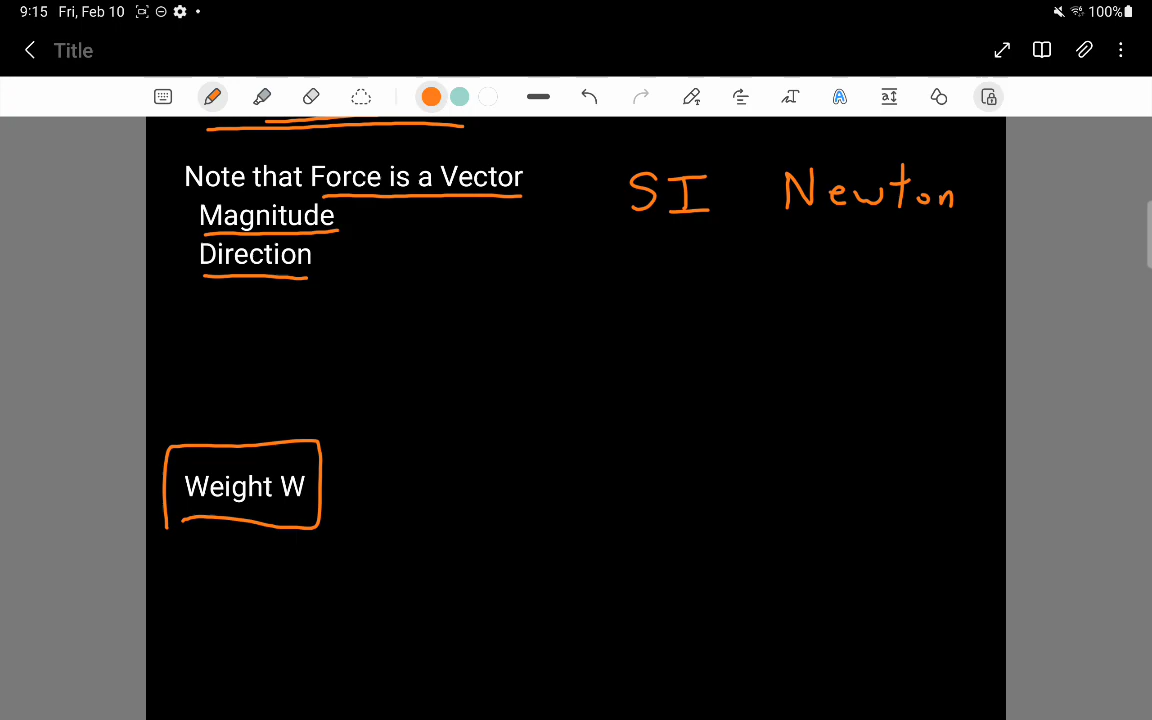 9:15 Fri, Feb 10 100%
Title
Note that Force is a Vector
SI Newton
Magnitude
Direction
Weight W